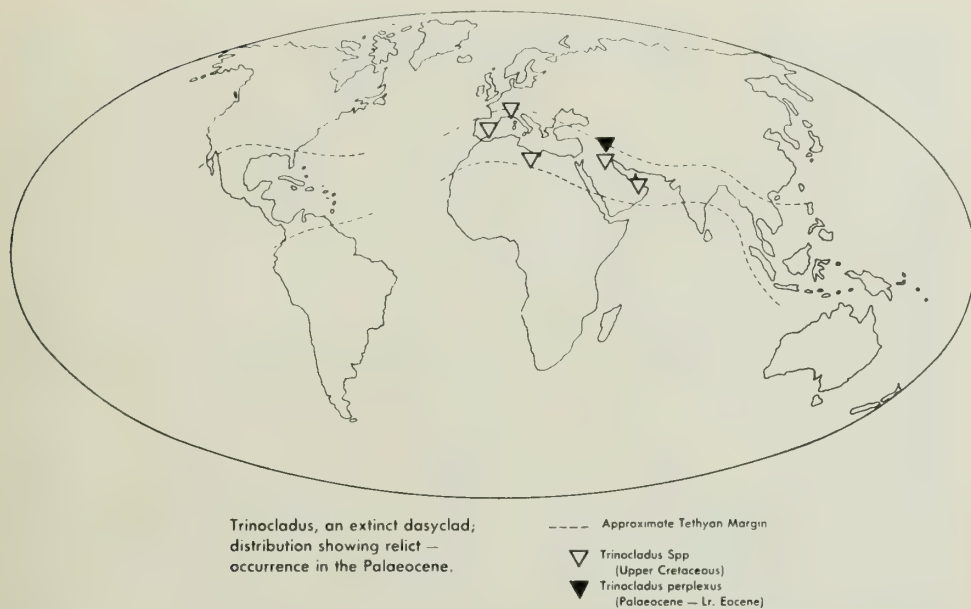 Trinocladus, an extinct dasyclad;
distribution showing relict —
occurrence in the Palaeocene.
---- Approximate Tethyan Margin
Trinocladus Spp
(Upper Cretaceous)
Trinocladus perplexus
(Palaeocene — Lr. Eocene)